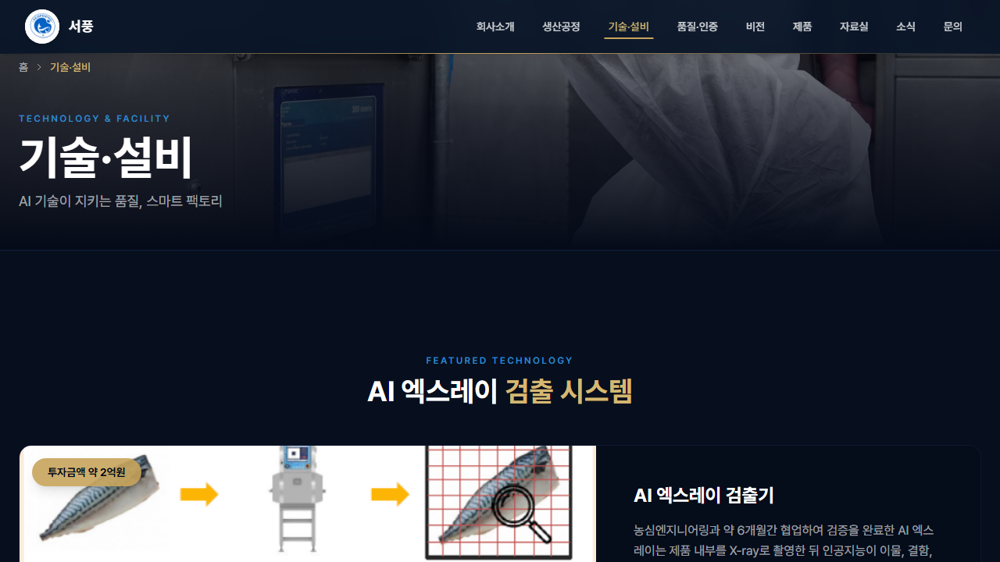 서풍
회사소개
생산공정
기술·설비
품질·인증
비전
제품
자료실
소식
문의
홈 > 기술·설비
TECHNOLOGY & FACILITY
기술·설비
AI 기술이 지키는 품질, 스마트 팩토리
FEATURED TECHNOLOGY
AI 엑스레이 검출 시스템
투자금액 약 2억원
AI 엑스레이 검출기
농심엔지니어링과 약 6개월간 협업하여 검증을 완료한 AI 엑스
레이는 제품 내부를 X-ray로 촬영한 뒤 인공지능이 이물, 결함,